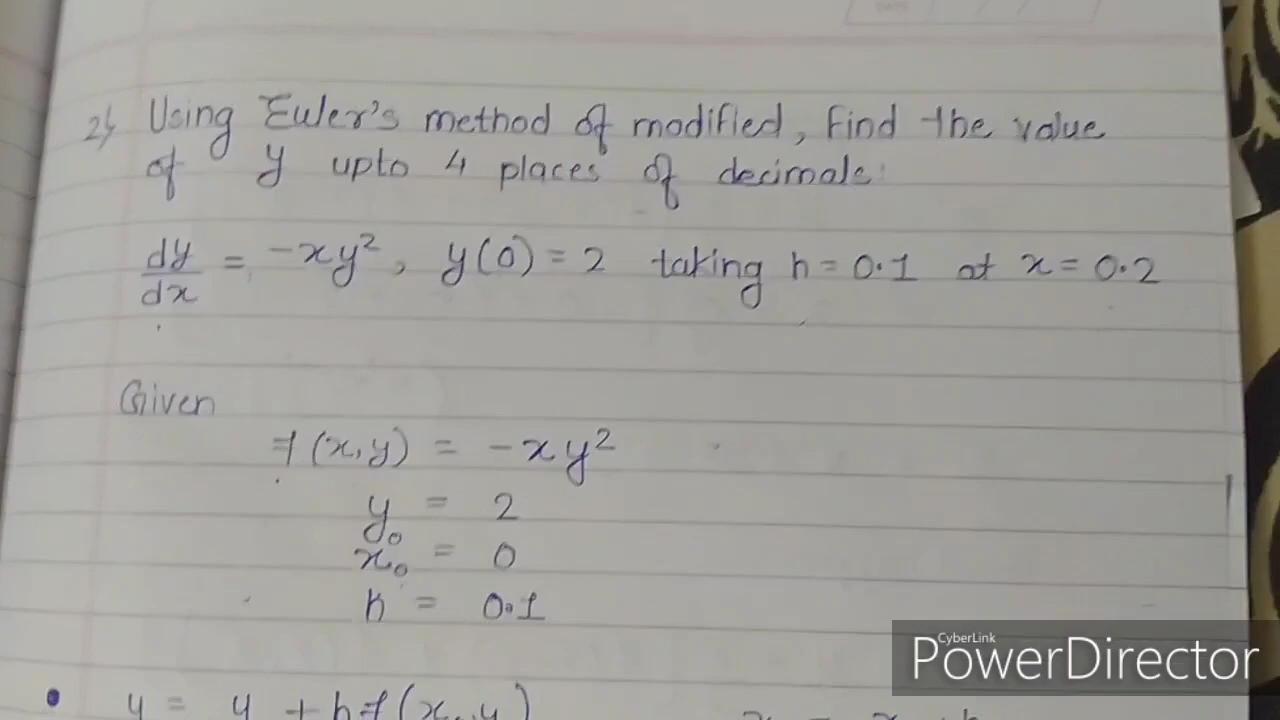 2) Using Euler's method of modified, find the value
of y upto 4 places of decimals:
dy/dx = -xy², y(0) = 2 taking h = 0.1 at x = 0.2
Given
f(x,y) = -xy²
y₀ = 2
x₀ = 0
h = 0.1
CyberLink
PowerDirector
• y = y + hf(x, y)